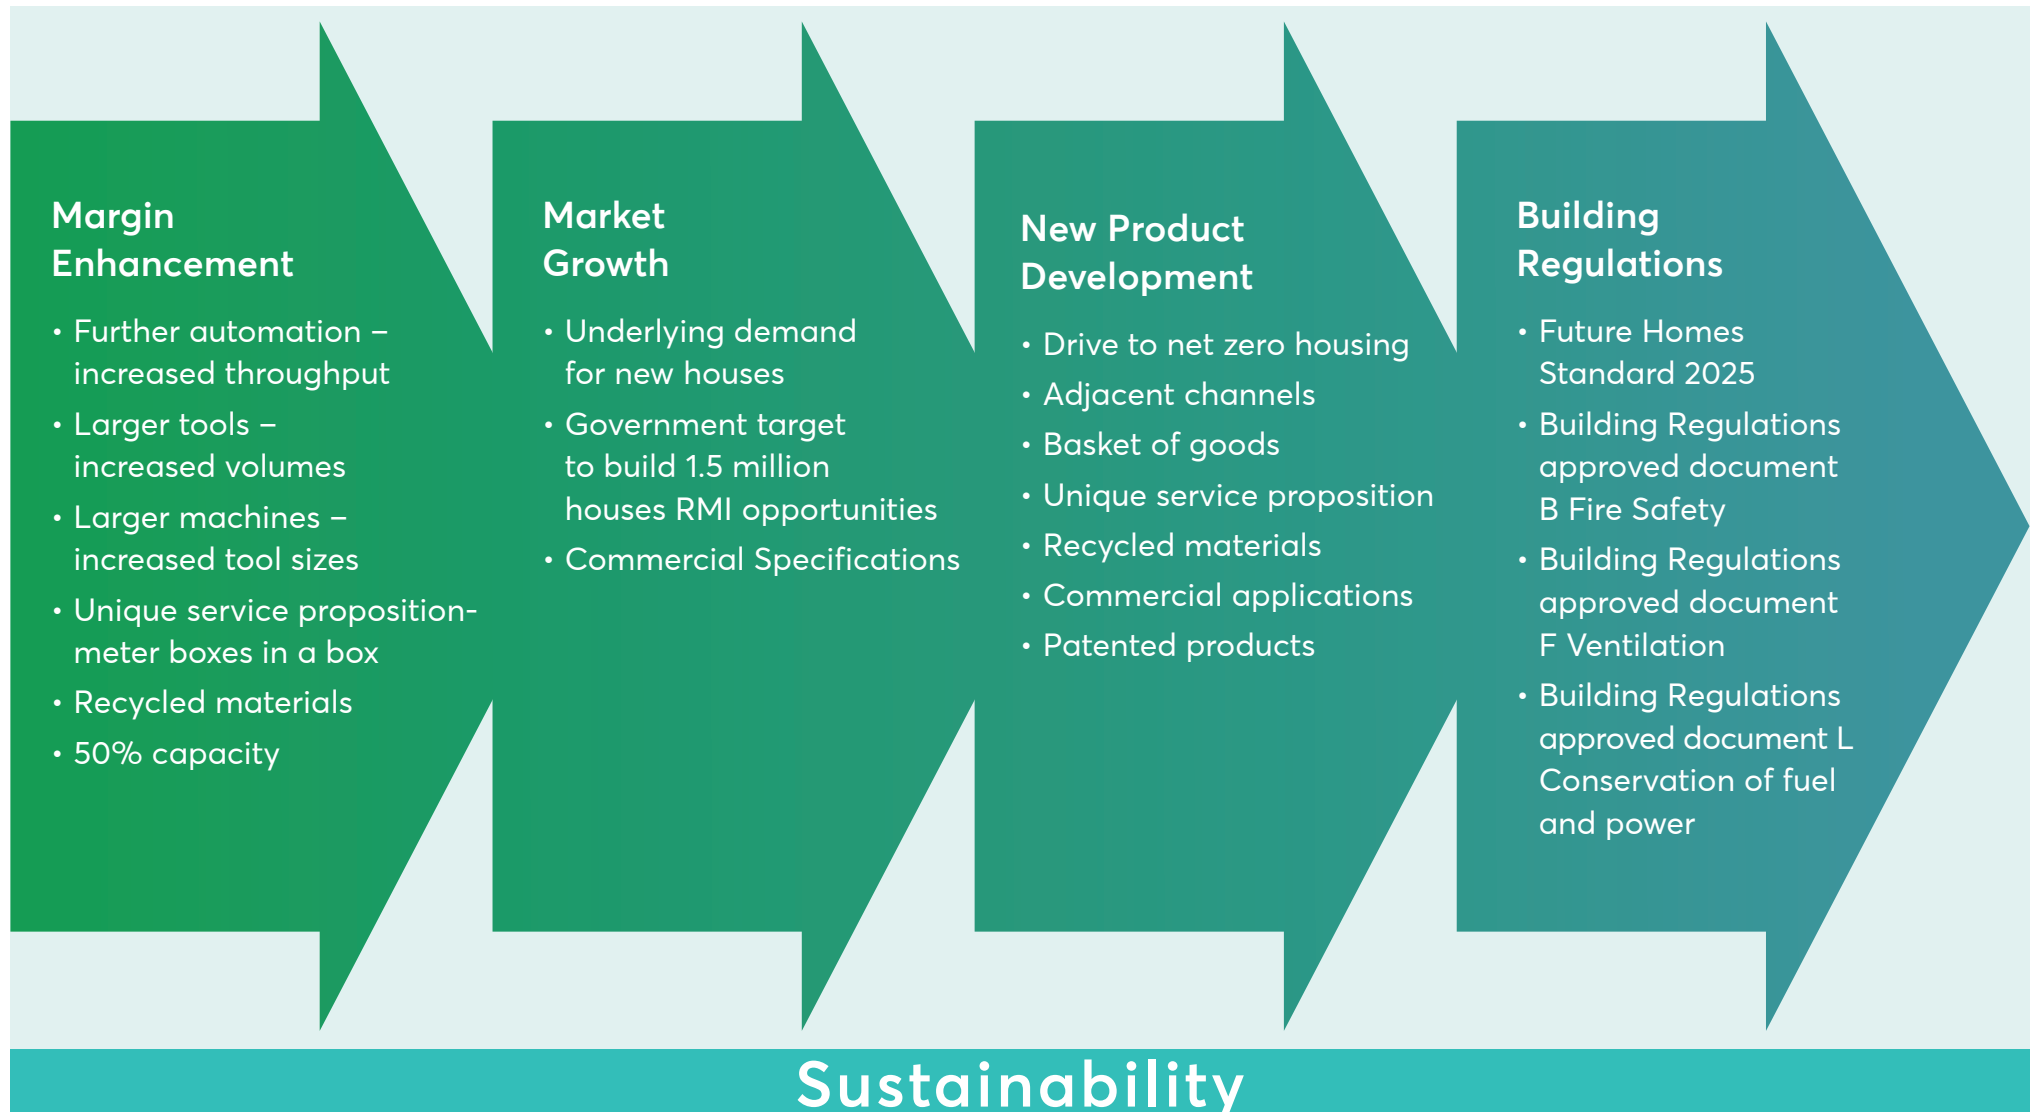 Margin
Enhancement
• Further automation –
increased throughput
• Larger tools –
increased volumes
• Larger machines –
increased tool sizes
• Unique service proposition-
meter boxes in a box
• Recycled materials
• 50% capacity
Market
Growth
• Underlying demand
for new houses
• Government target
to build 1.5 million
houses RMI opportunities
• Commercial Specifications
New Product
Development
• Drive to net zero housing
• Adjacent channels
• Basket of goods
• Unique service proposition
• Recycled materials
• Commercial applications
• Patented products
Building
Regulations
• Future Homes
Standard 2025
• Building Regulations
approved document
B Fire Safety
• Building Regulations
approved document
F Ventilation
• Building Regulations
approved document L
Conservation of fuel
and power
Sustainability